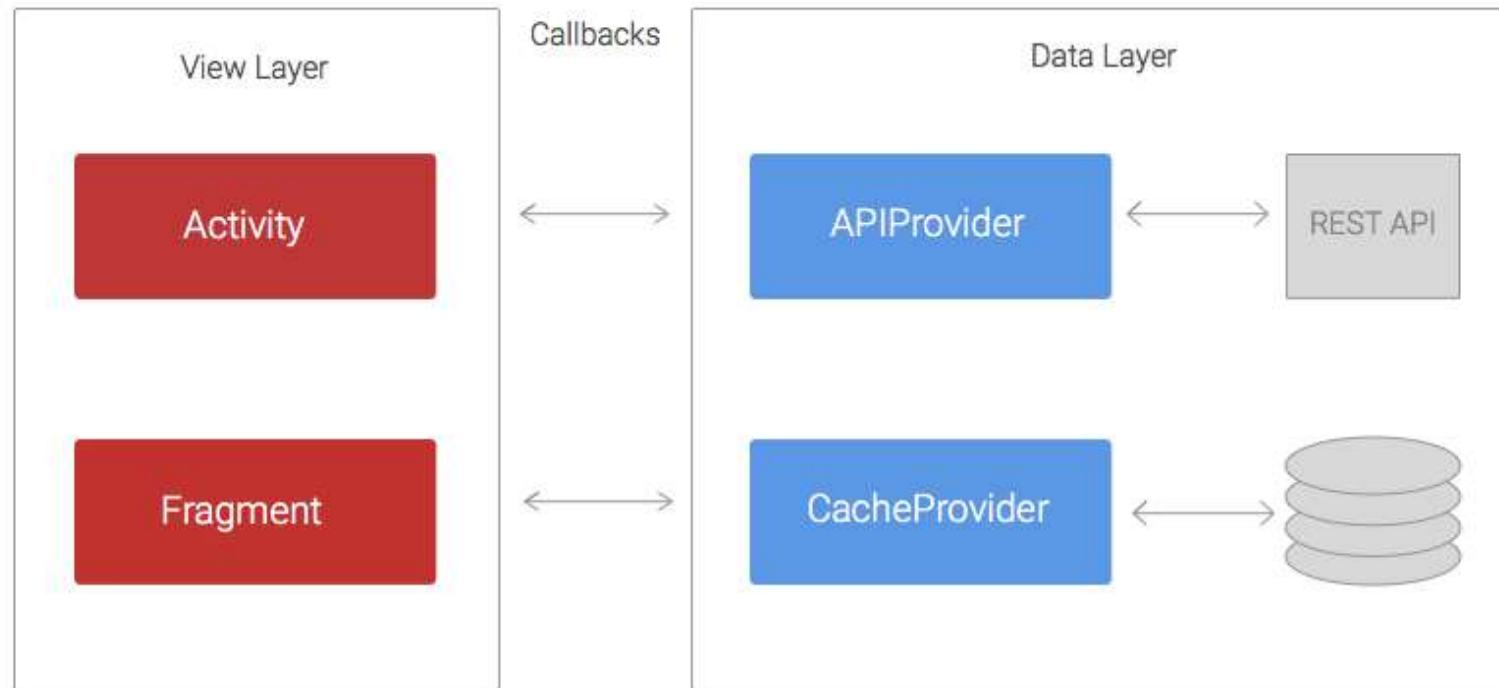 Callbacks
View Layer
Data Layer
Activity
APIProvider
REST API
Fragment
CacheProvider